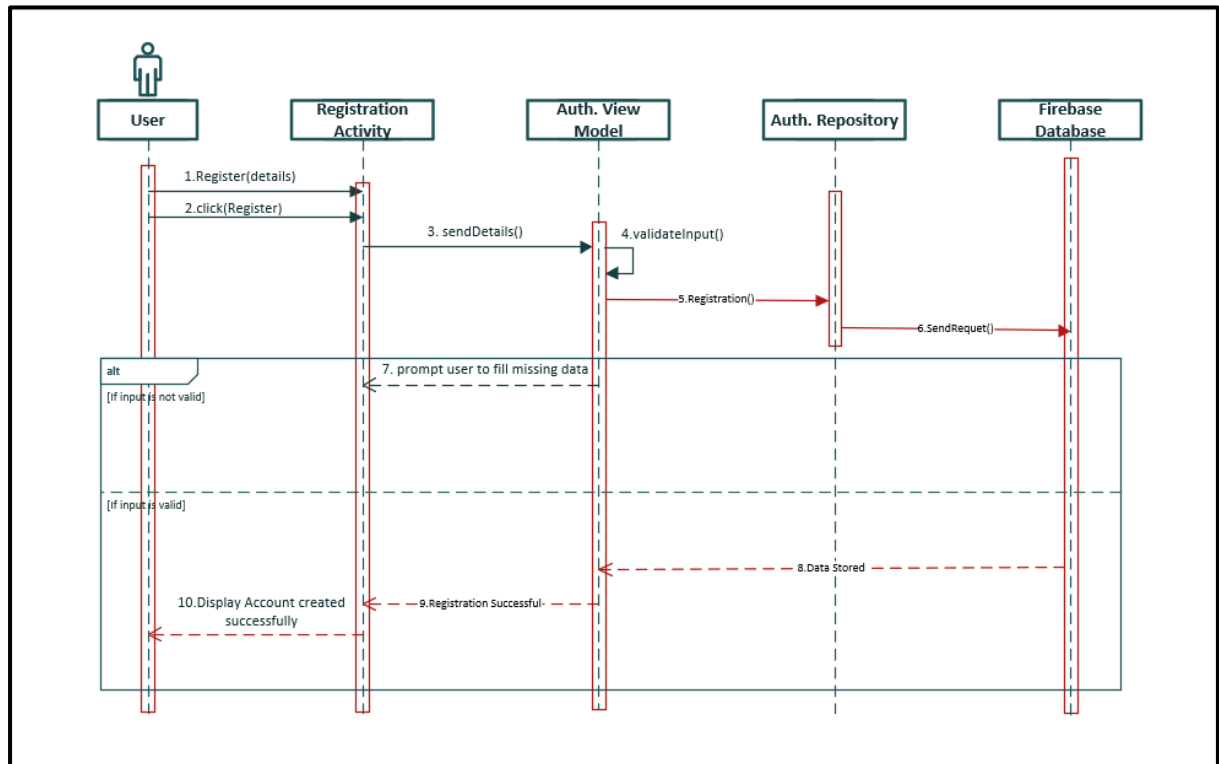 User
Registration
Activity
Auth. View
Model
Auth. Repository
Firebase
Database
1.Register(details)
2.click(Register)
3. sendDetails()
4.validateInput()
5.Registration()
6.SendRequet()
alt
7. prompt user to fill missing data
[If input is not valid]
[If input is valid]
8.Data Stored
9.Registration Successful
10.Display Account created
successfully